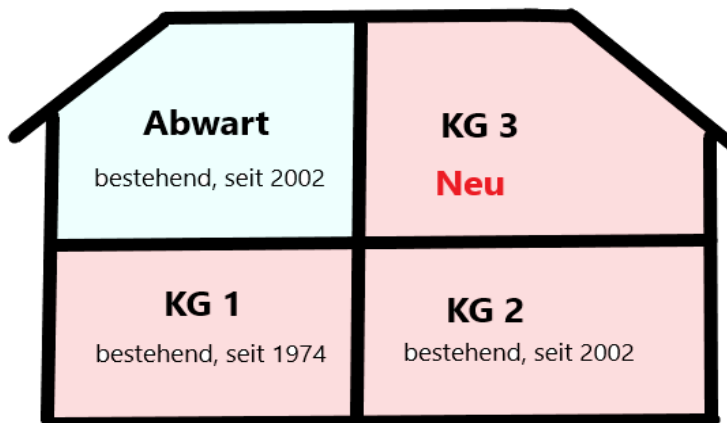 Abwart
bestehend, seit 2002
KG 3
Neu
KG 1
bestehend, seit 1974
KG 2
bestehend, seit 2002